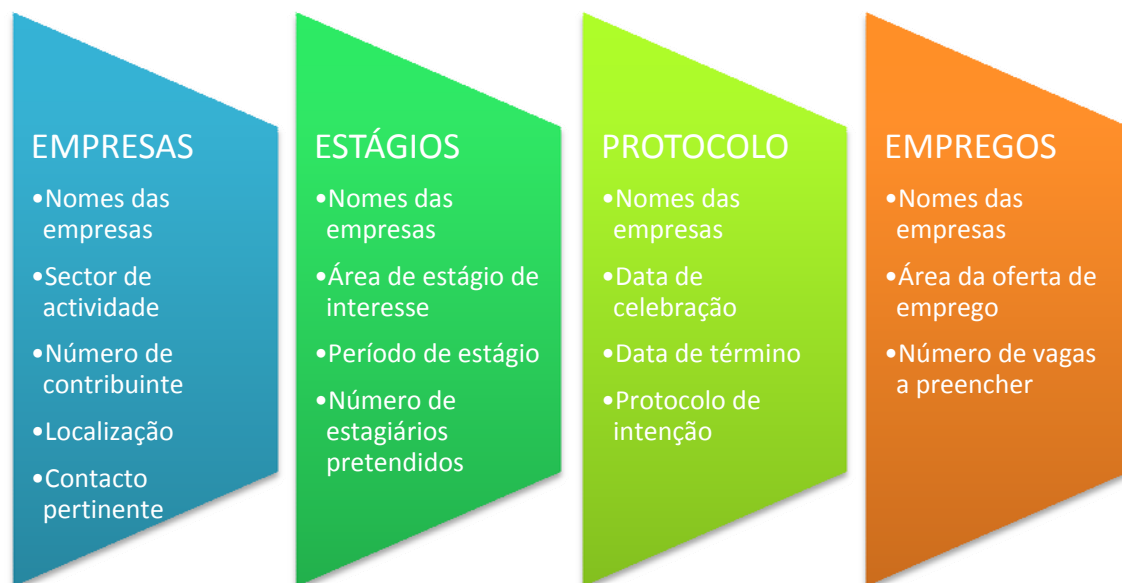 EMPRESAS
•Nomes das
empresas
•Sector de
actividade
•Número de
contribuinte
•Localização
•Contacto
pertinente
ESTÁGIOS
•Nomes das
empresas
•Área de estágio de
interesse
•Período de estágio
•Número de
estagiários
pretendidos
PROTOCOLO
•Nomes das
empresas
•Data de
celebração
•Data de término
•Protocolo de
intenção
EMPREGOS
•Nomes das
empresas
•Área da oferta de
emprego
•Número de vagas
a preencher